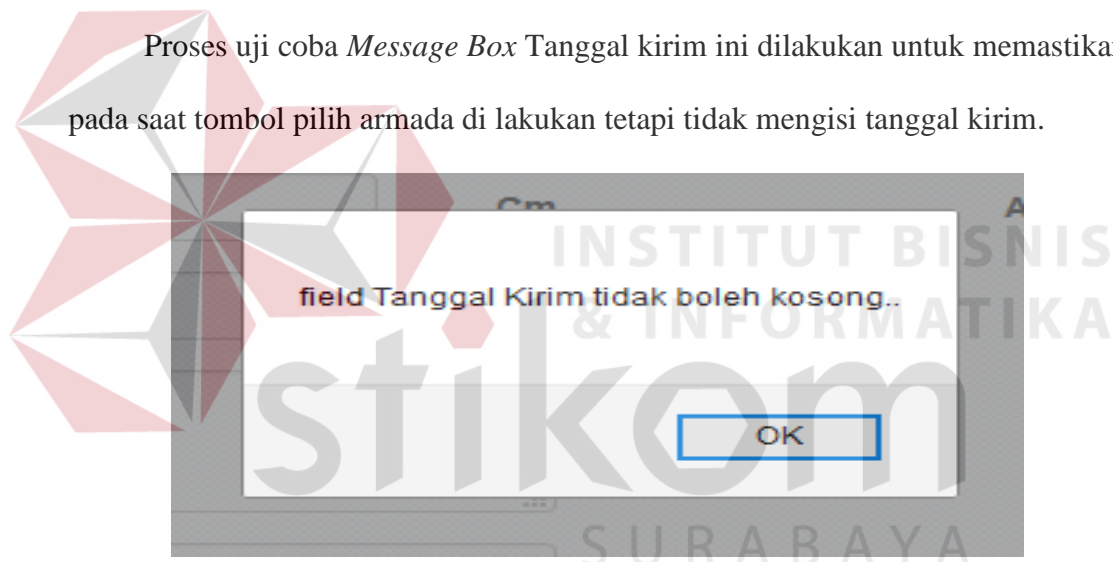 Proses uji coba Message Box Tanggal kirim ini dilakukan untuk memastikan
pada saat tombol pilih armada di lakukan tetapi tidak mengisi tanggal kirim.
Cm
A
INSTITUT BISNIS
field Tanggal Kirim tidak boleh kosong..
& INFORMATIKA
stikom
OK
SURABAYA